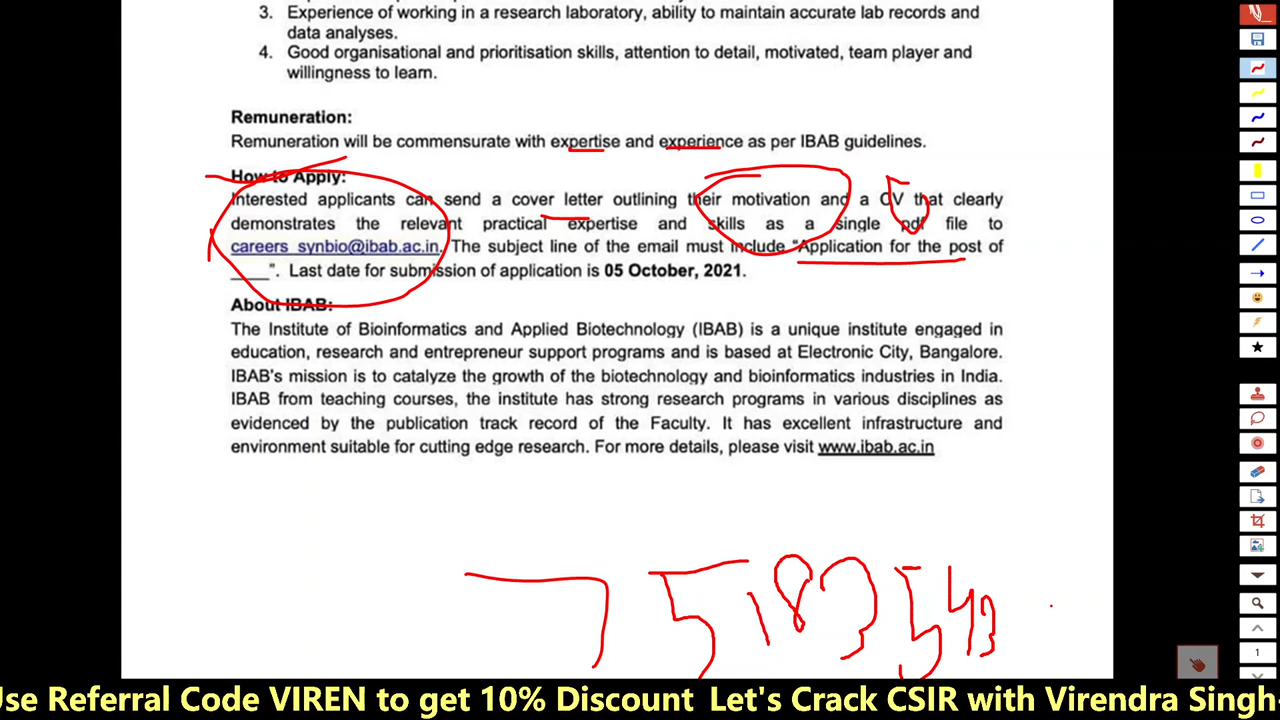 3. Experience of working in a research laboratory, ability to maintain accurate lab records and
data analyses.
4. Good organisational and prioritisation skills, attention to detail, motivated, team player and
willingness to learn.
Remuneration:
Remuneration will be commensurate with expertise and experience as per IBAB guidelines.
How to Apply:
Interested applicants can send a cover letter outlining their motivation and a CV that clearly
demonstrates the relevant practical expertise and skills as a single pdf file to
careers_synbio@ibab.ac.in. The subject line of the email must include “Application for the post of
____”. Last date for submission of application is 05 October, 2021.
About IBAB:
The Institute of Bioinformatics and Applied Biotechnology (IBAB) is a unique institute engaged in
education, research and entrepreneur support programs and is based at Electronic City, Bangalore.
IBAB's mission is to catalyze the growth of the biotechnology and bioinformatics industries in India.
IBAB from teaching courses, the institute has strong research programs in various disciplines as
evidenced by the publication track record of the Faculty. It has excellent infrastructure and
environment suitable for cutting edge research. For more details, please visit www.ibab.ac.in
7 5183543
1
Use Referral Code VIREN to get 10% Discount Let's Crack CSIR with Virendra Singh